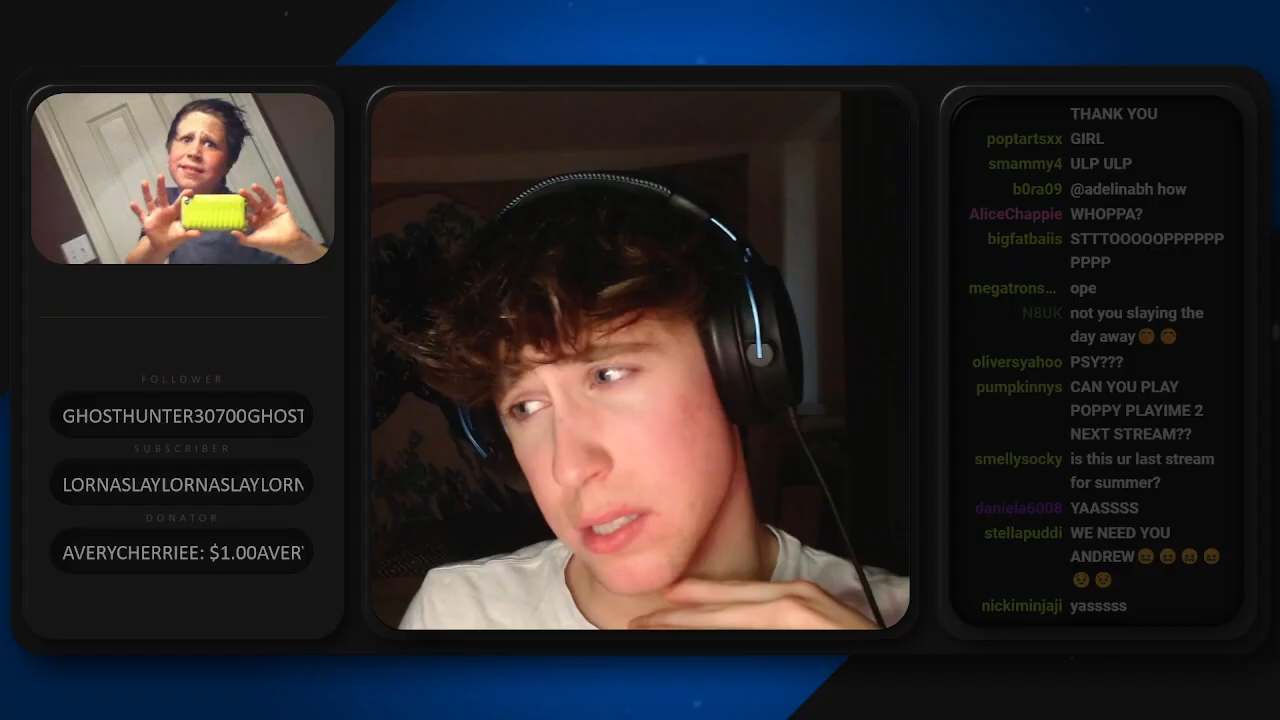 FOLLOWER
GHOSTHUNTER30700GHOST
SUBSCRIBER
LORNASLAYLORNASLAYLORN
DONATOR
AVERYCHERRIEE: $1.00AVER
THANK YOU
poptartsxx GIRL
smammy4 ULP ULP
b0ra09 @adelinabh how
AliceChappie WHOPPA?
bigfatbaiis STTTOOOOOPPPPPP
PPPP
megatrons... ope
N8UK not you slaying the
day away
oliversyahoo PSY???
pumpkinnys CAN YOU PLAY
POPPY PLAYIME 2
NEXT STREAM??
smellysocky is this ur last stream
for summer?
daniela6008 YAASSSS
stellapuddi WE NEED YOU
ANDREW
nickiminjaji yasssss